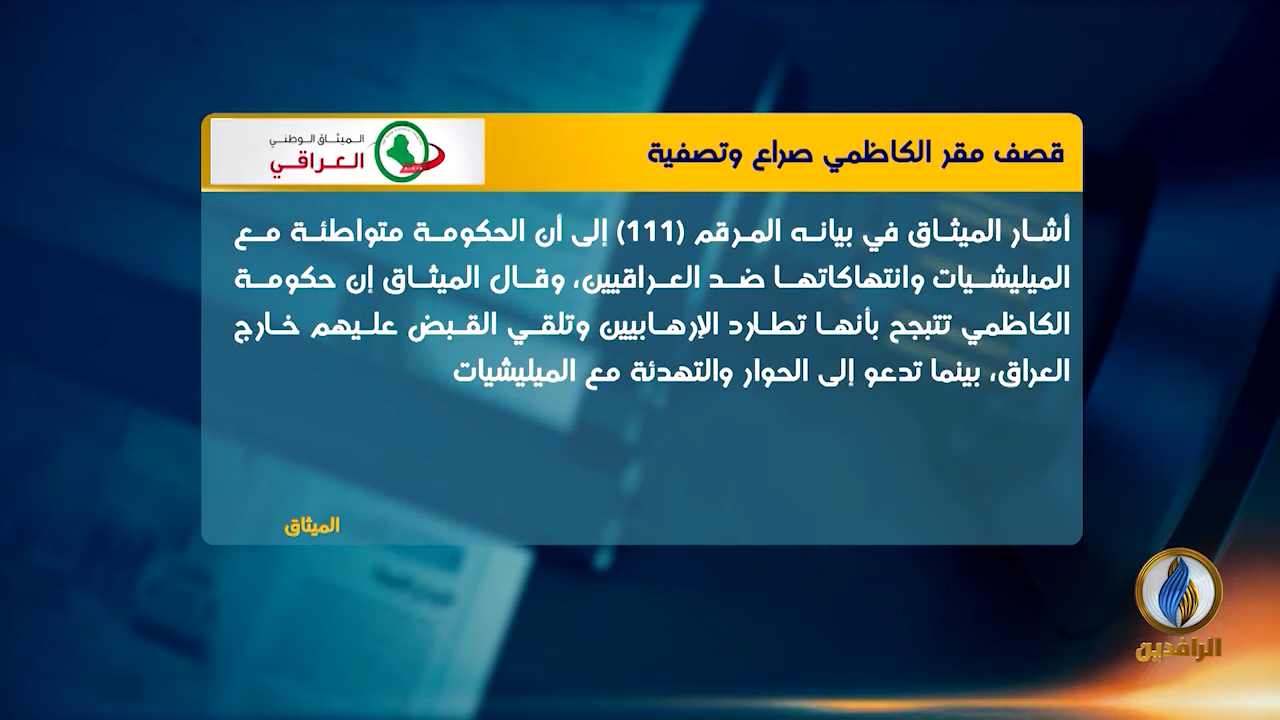 قصف مقر الكاظمي صراع وتصفية
الميثاق الوطني
العراقي
أشار الميثاق في بيانه المرقم (111) إلى أن الحكومة متواطئة مع
الميليشيات وانتهاكاتها ضد العراقيين، وقال الميثاق إن حكومة
الكاظمي تتبجح بأنها تطارد الإرهابيين وتلقي القبض عليهم خارج
العراق، بينما تدعو إلى الحوار والتهدئة مع الميليشيات
الميثاق
الرافدين